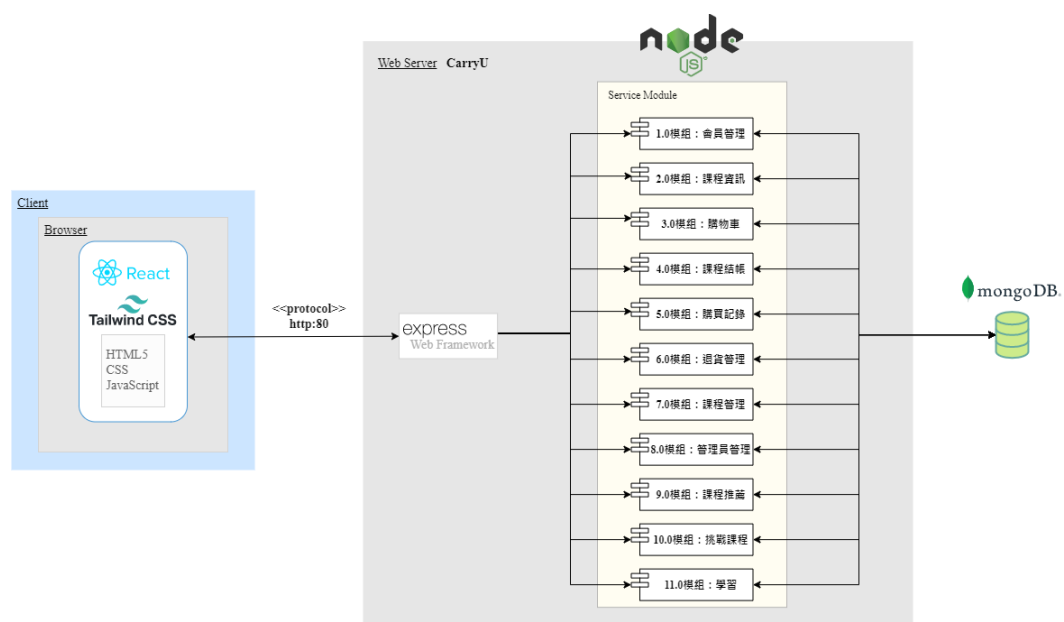 node
JS
Web Server CarryU
Service Module
1.0模組：會員管理
2.0模組：課程資訊
3.0模組：購物車
4.0模組：課程結帳
5.0模組：購買記錄
6.0模組：退貨管理
7.0模組：課程管理
8.0模組：管理員管理
9.0模組：課程推薦
10.0模組：挑戰課程
11.0模組：學習
Client
Browser
React
Tailwind CSS
HTML5
CSS
JavaScript
<<protocol>>
http:80
express
Web Framework
mongoDB